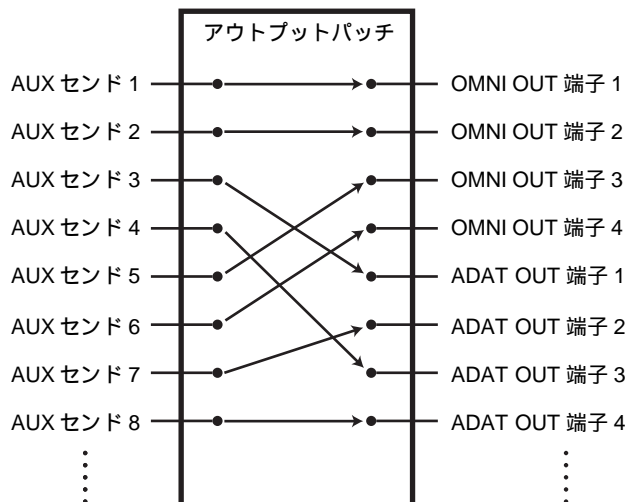 アウトプットパッチ
AUX センド 1
OMNI OUT 端子 1
AUX センド 2
OMNI OUT 端子 2
AUX センド 3
OMNI OUT 端子 3
AUX センド 4
OMNI OUT 端子 4
AUX センド 5
ADAT OUT 端子 1
AUX センド 6
ADAT OUT 端子 2
AUX センド 7
ADAT OUT 端子 3
AUX センド 8
ADAT OUT 端子 4